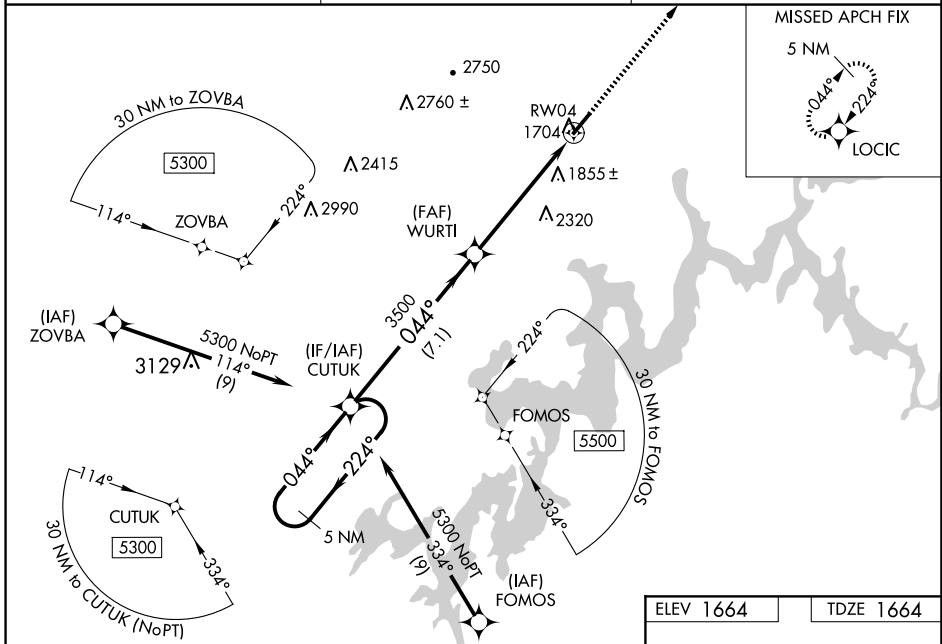 MISSED APCH FIX
5 NM
044°
224°
LOCIC
2750
2760 ±
RW04
1704
2415
1855 ±
2990
2320
30 NM to ZOVBA
5300
114°
224°
ZOVBA
(FAF)
WURTI
(IAF)
ZOVBA
5300 NoPT
114°
(9)
3129
3500
044°
(7.1)
(IF/IAF)
CUTUK
044°
224°
5 NM
224°
FOMOS
5500
30 NM to FOMOS
334°
114°
CUTUK
5300
334°
30 NM to CUTUK (NoPT)
5300 NoPT
334°
(9)
(IAF)
FOMOS
ELEV 1664
TDZE 1664